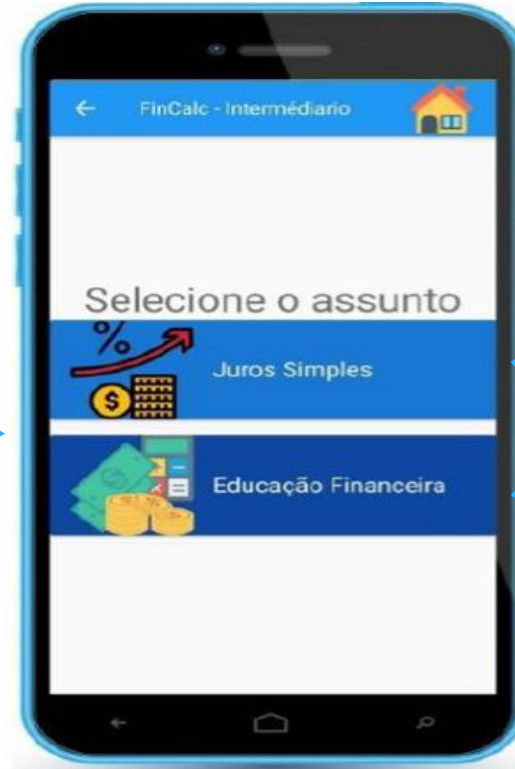 FinCalc - Intermédiario
Selecione o assunto
%
$
Juros Simples
Educação Financeira